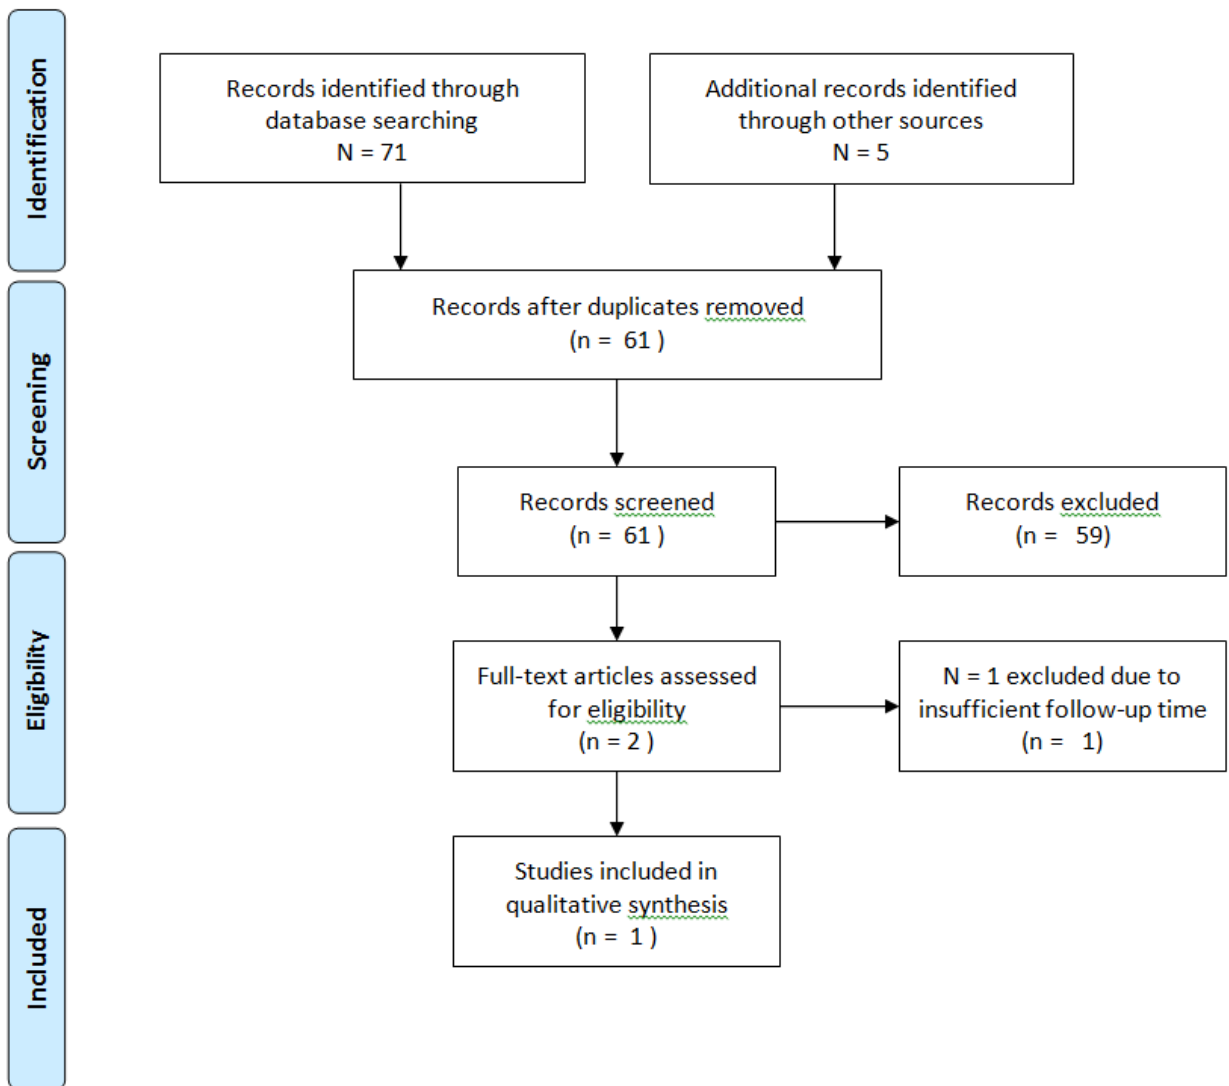 Identification
Records identified through
database searching
N = 71
Additional records identified
through other sources
N = 5
Screening
Records after duplicates removed
(n = 61 )
Records screened
(n = 61 )
Records excluded
(n = 59)
Eligibility
Full-text articles assessed
for eligibility
(n = 2 )
N = 1 excluded due to
insufficient follow-up time
(n = 1)
Included
Studies included in
qualitative synthesis
(n = 1 )